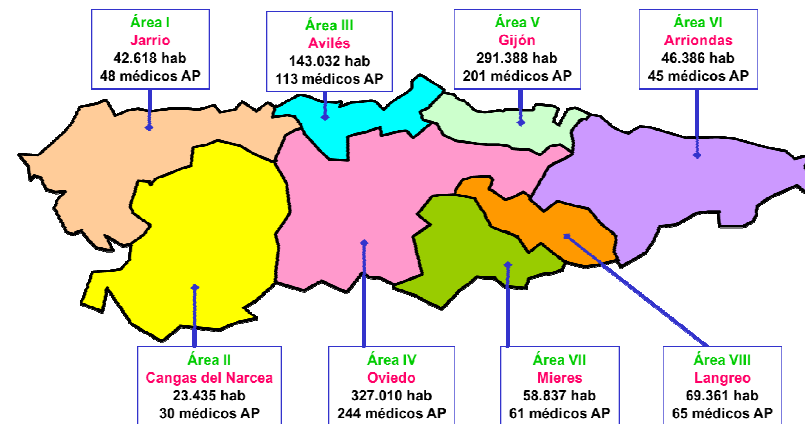 Área I
Jarrio
42.618 hab
48 médicos AP
Área III
Avilés
143.032 hab
113 médicos AP
Área V
Gijón
291.388 hab
201 médicos AP
Área VI
Arriondas
46.386 hab
45 médicos AP
Área II
Cangas del Narcea
23.435 hab
30 médicos AP
Área IV
Oviedo
327.010 hab
244 médicos AP
Área VII
Mieres
58.837 hab
61 médicos AP
Área VIII
Langreo
69.361 hab
65 médicos AP